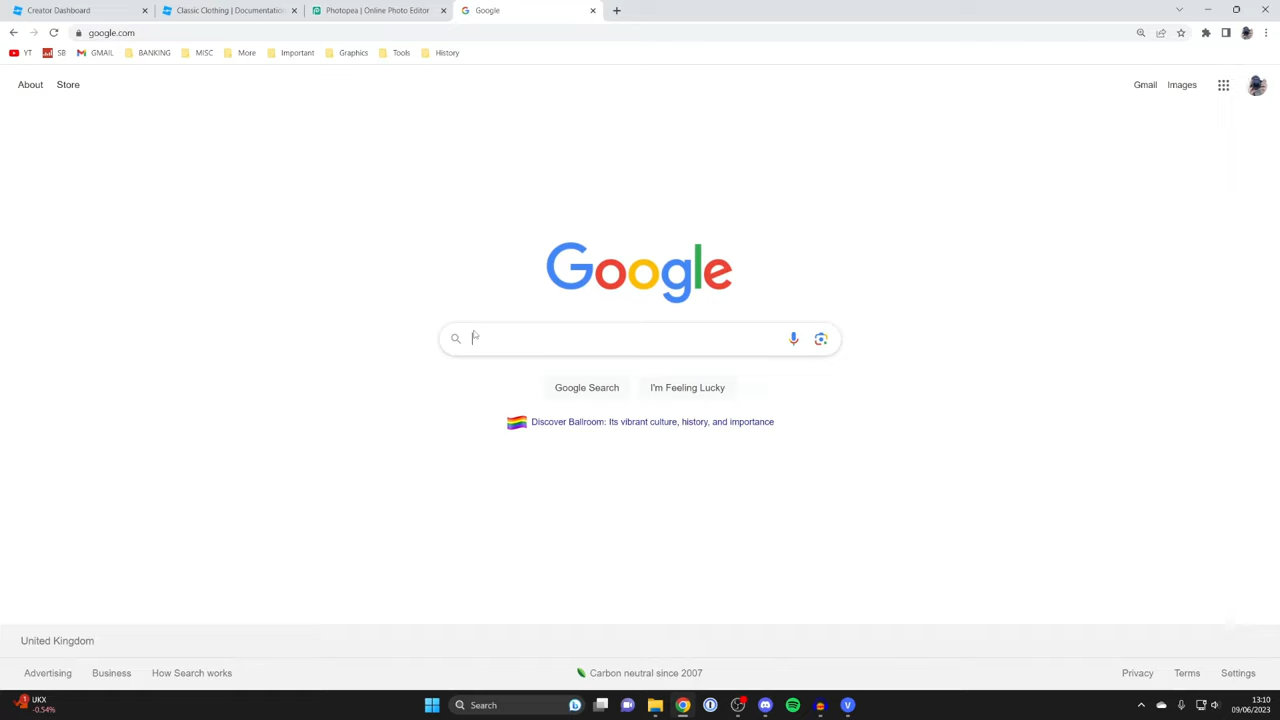 Creator Dashboard
Classic Clothing | Documentation
Photopea | Online Photo Editor
Google
google.com
YT
SB
GMAIL
BANKING
MISC
More
Important
Graphics
Tools
History
About
Store
Gmail
Images
Google
Google Search
I'm Feeling Lucky
Discover Ballroom: Its vibrant culture, history, and importance
United Kingdom
Advertising
Business
How Search works
Carbon neutral since 2007
Privacy
Terms
Settings
UKX
-0.54%
Search
13:10
09/06/2023